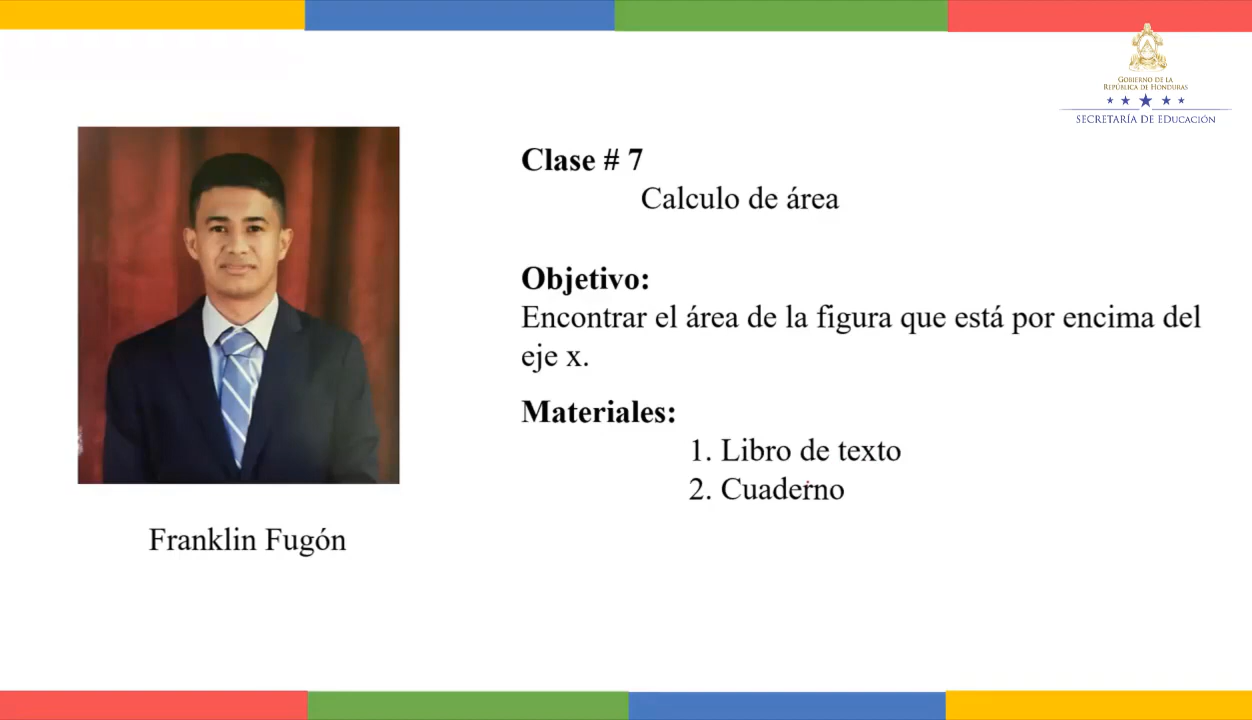 GOBIERNO DE LA
REPÚBLICA DE HONDURAS
SECRETARÍA DE EDUCACIÓN
Clase # 7
Calculo de área
Objetivo:
Encontrar el área de la figura que está por encima del
eje x.
Materiales:
1. Libro de texto
2. Cuaderno
Franklin Fugón